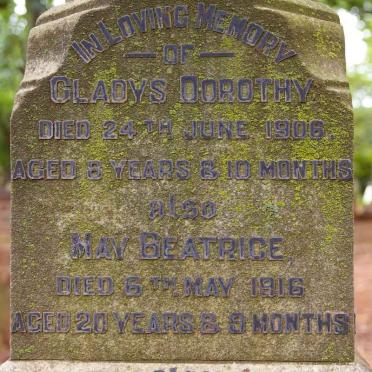 IN LOVING MEMORY
— OF —
GLADYS DOROTHY,
DIED 24TH JUNE 1906.
AGED 8 YEARS & 10 MONTHS
also
MAY BEATRICE,
DIED 6TH MAY 1916
AGED 20 YEARS & 9 MONTHS